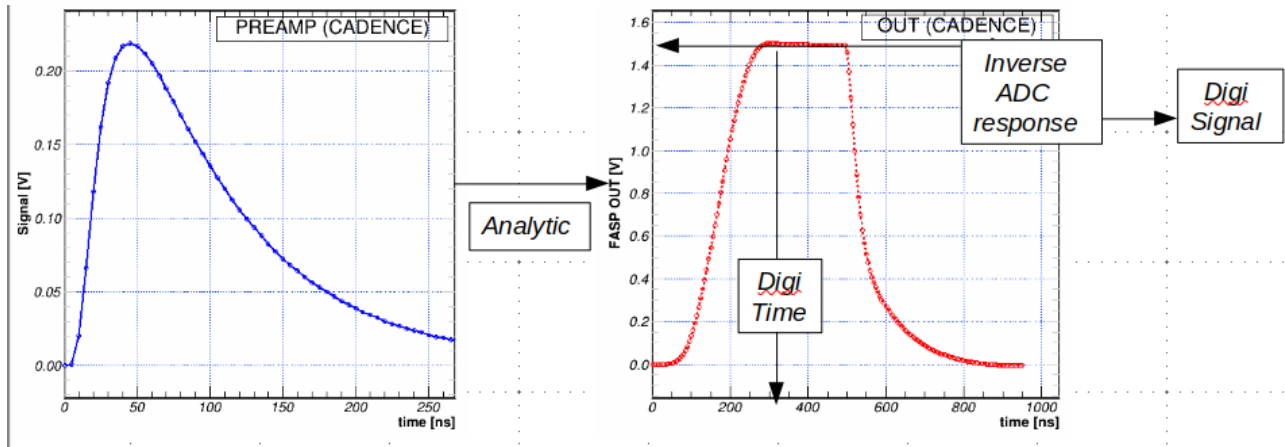 PREAMP (CADENCE)
Signal [V]
0.20
0.15
0.10
0.05
0.00
0
50
100
150
200
250
time [ns]
Analytic
OUT (CADENCE)
FASP OUT [V]
1.6
1.4
1.2
1.0
0.8
0.6
0.4
0.2
0.0
0
200
400
600
800
1000
time [ns]
Digi
Time
Inverse
ADC
response
Digi
Signal